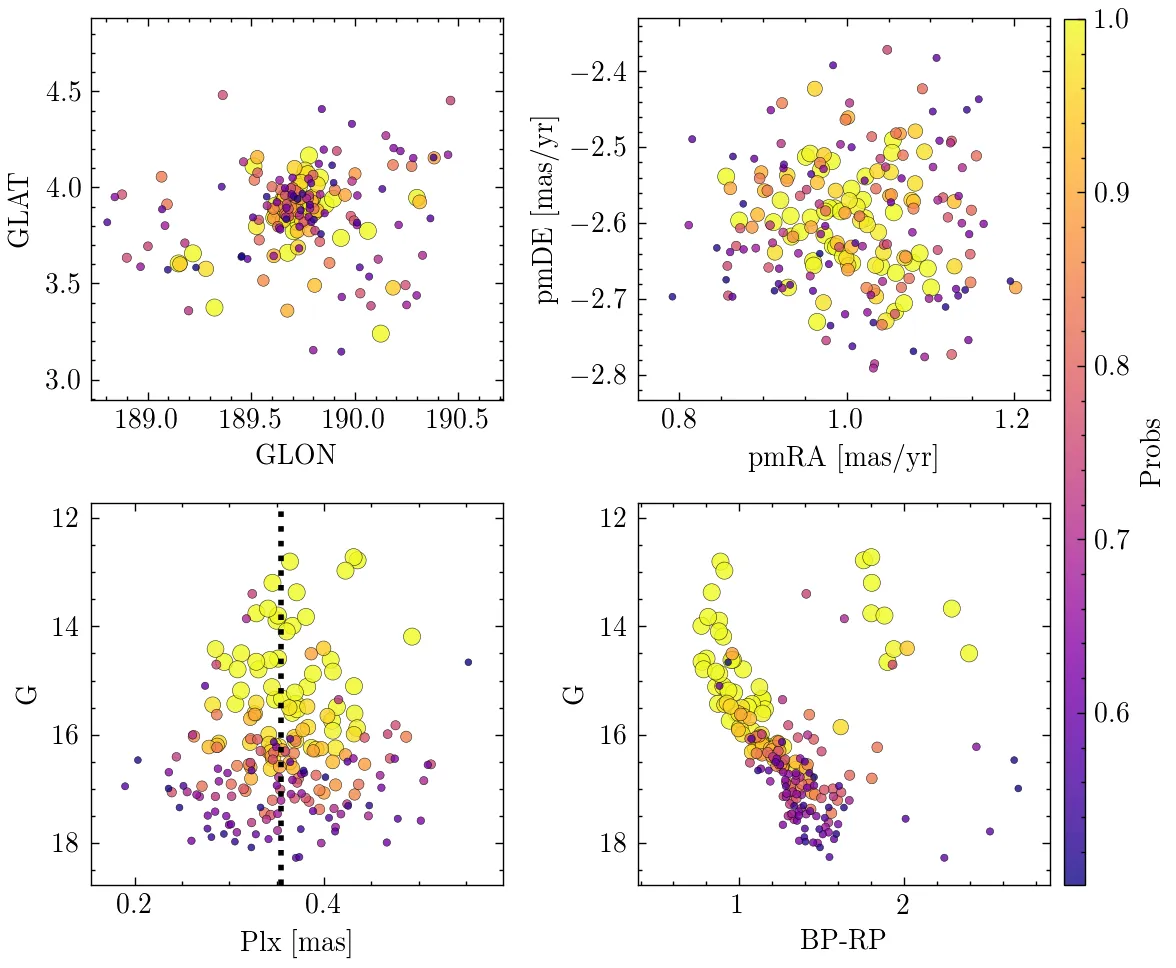 4.5
4.0
3.5
3.0
GLAT
189.0 189.5 190.0 190.5
GLON
−2.4
−2.5
−2.6
−2.7
−2.8
pmDE [mas/yr]
0.8 1.0 1.2
pmRA [mas/yr]
1.0
0.9
0.8
0.7
0.6
Probs
12
14
16
18
G
0.2 0.4
Plx [mas]
12
14
16
18
G
1 2
BP-RP